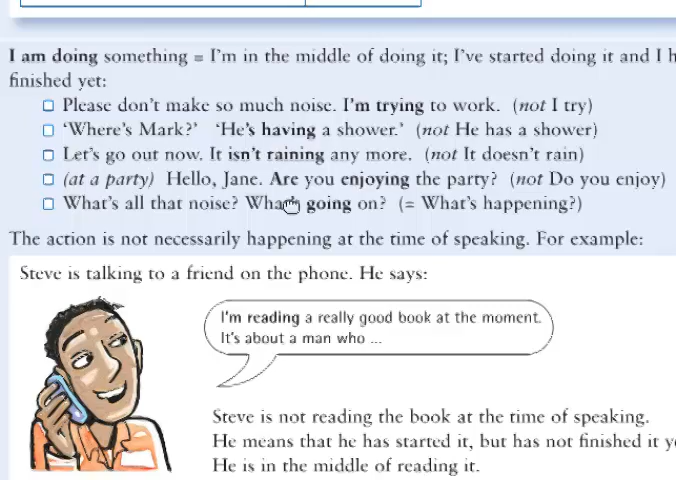 I am doing something = I'm in the middle of doing it; I've started doing it and I
finished yet:
Please don't make so much noise. I'm trying to work. (not I try)
'Where's Mark?' 'He's having a shower.' (not He has a shower)
Let's go out now. It isn't raining any more. (not It doesn't rain)
(at a party) Hello, Jane. Are you enjoying the party? (not Do you enjoy)
What's all that noise? going on? (= What's happening?)
The action is not necessarily happening at the time of speaking. For example:
Steve is talking to a friend on the phone. He says:
I'm reading a really good book at the moment.
It's about a man who ...
Steve is not reading the book at the time of speaking.
He means that he has started it, but has not finished it
He is in the middle of reading it.